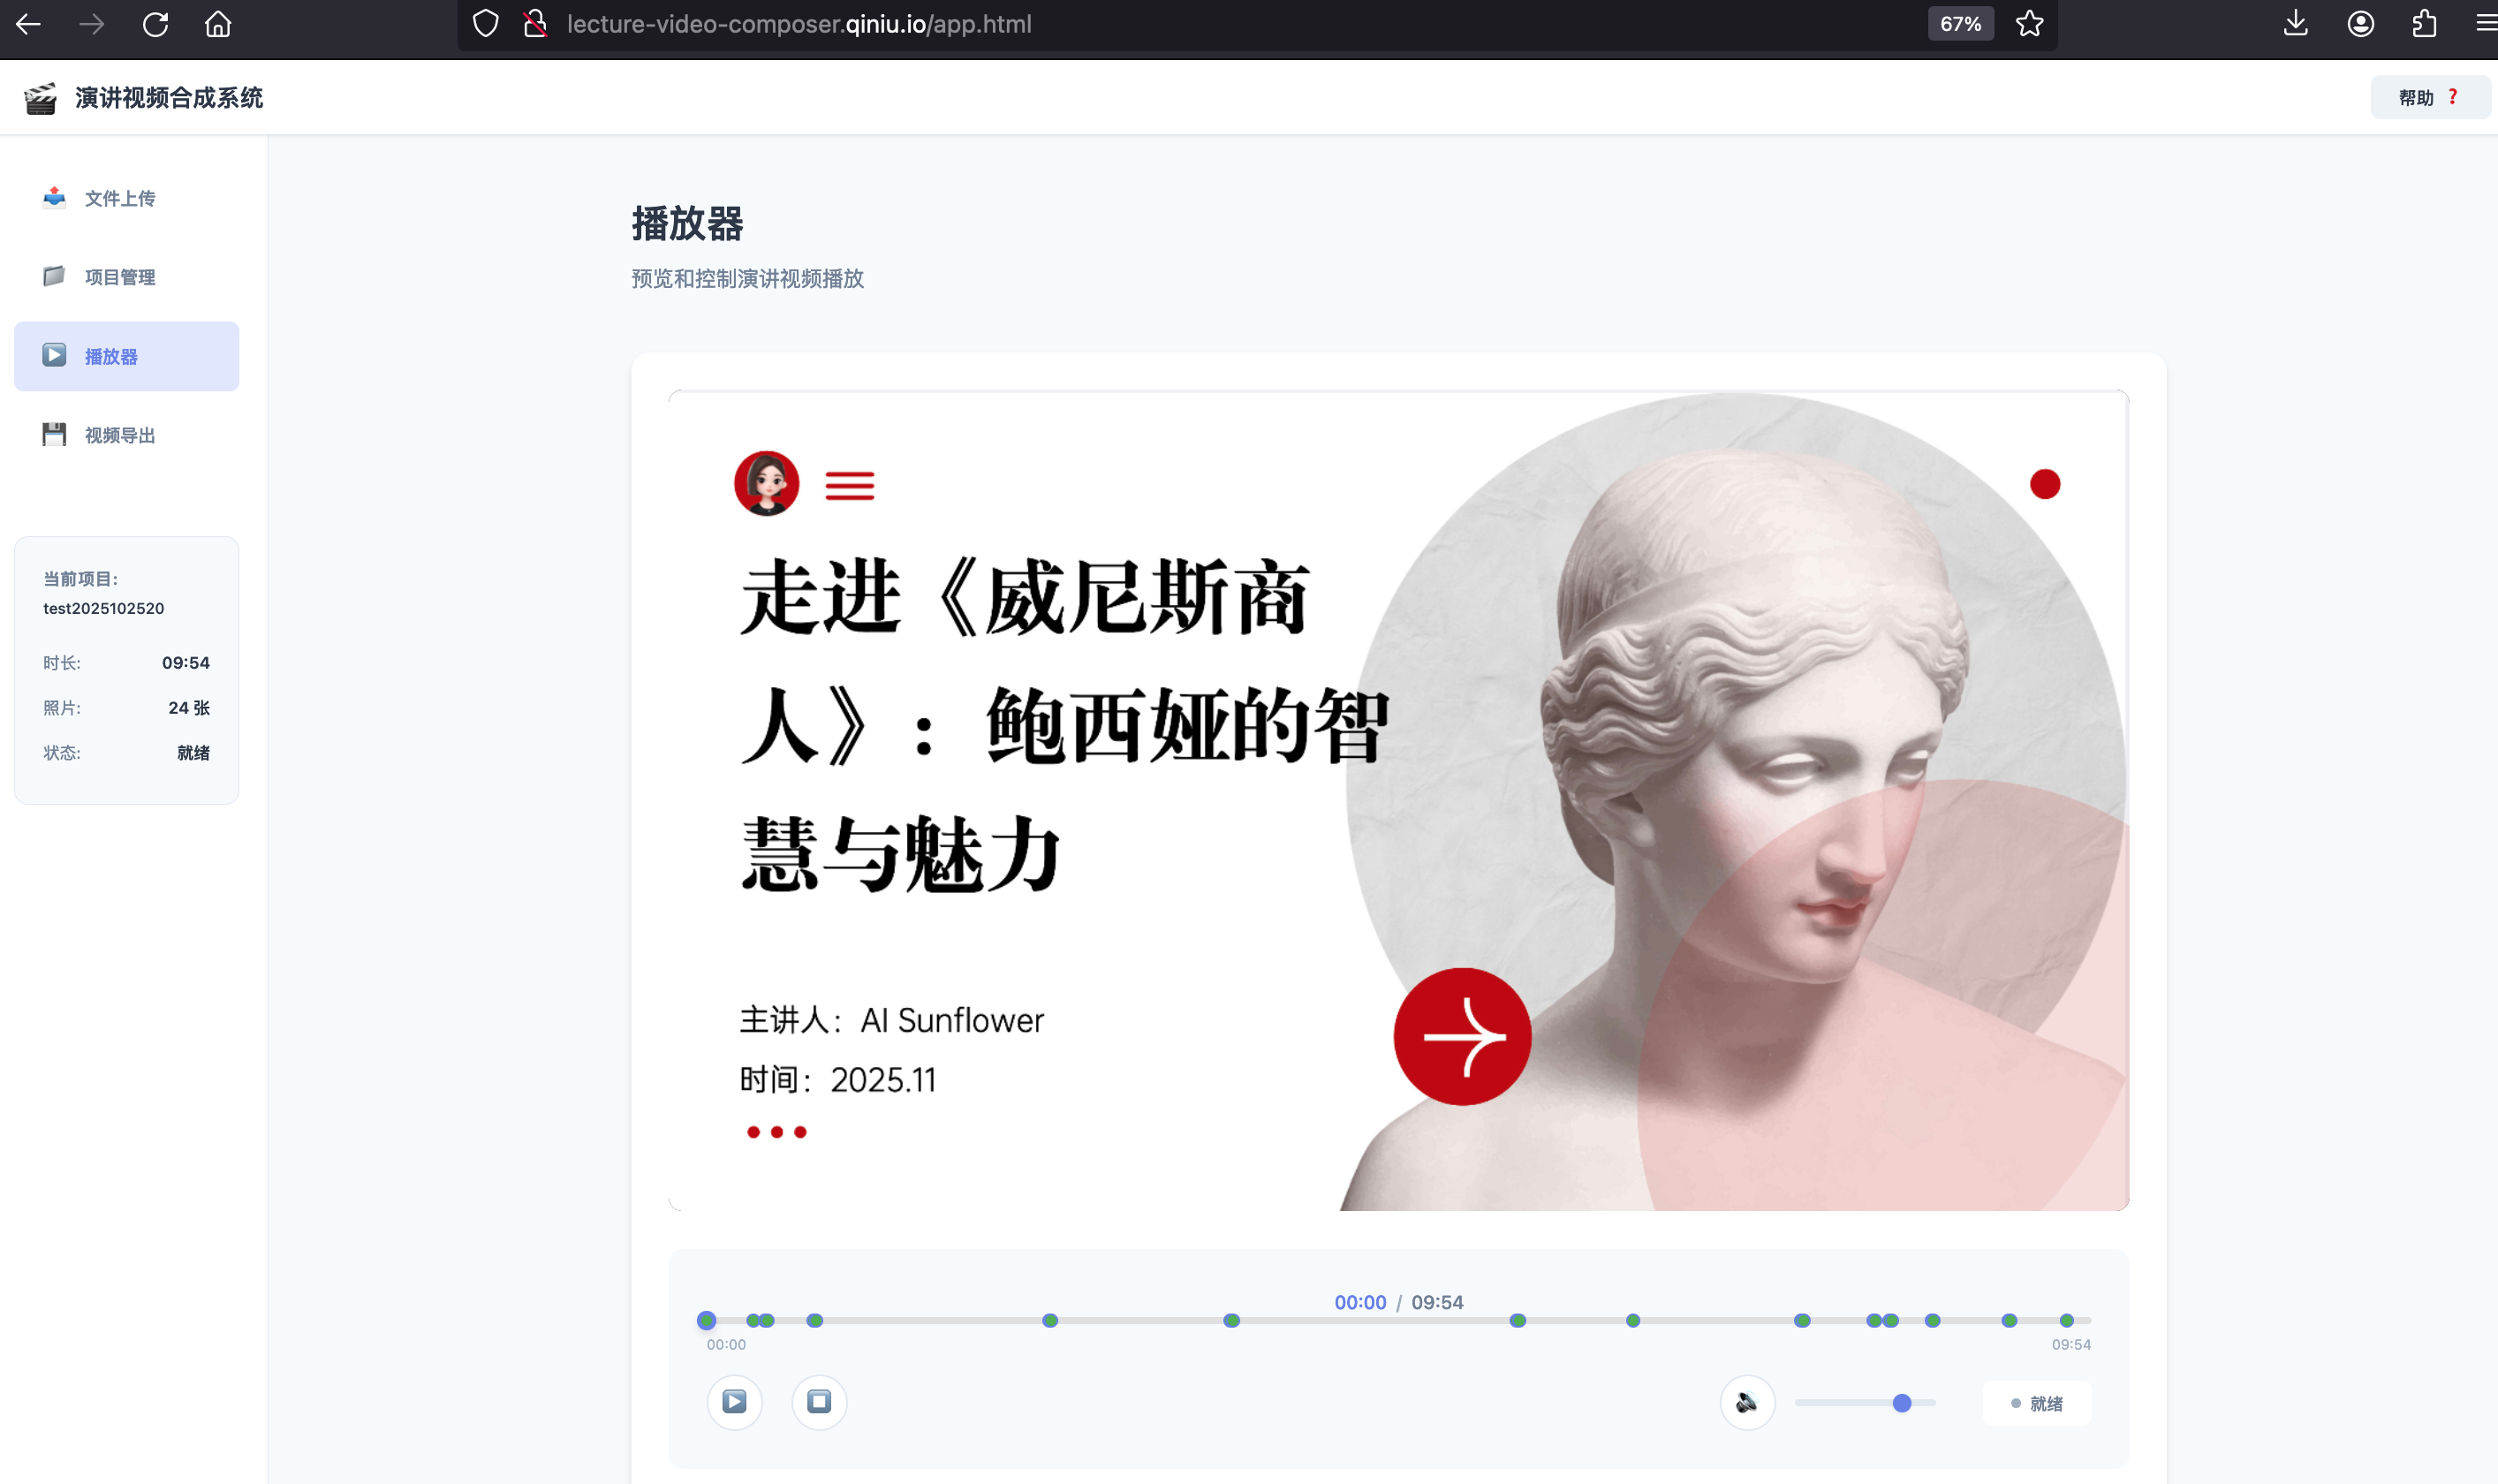 lecture-video-composer.qiniu.io/app.html
67%
演讲视频合成系统
帮助 ?
文件上传
项目管理
播放器
视频导出
当前项目:
test2025102520
时长: 09:54
照片: 24 张
状态: 就绪
播放器
预览和控制演讲视频播放
走进《威尼斯商
人》：鲍西娅的智
慧与魅力
主讲人：AI Sunflower
时间：2025.11
00:00 / 09:54
00:00 09:54
就绪